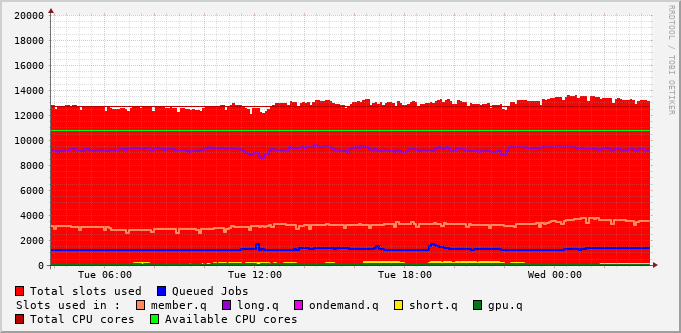 20000
18000
16000
14000
12000
10000
8000
6000
4000
2000
0
Tue 06:00 Tue 12:00 Tue 18:00 Wed 00:00
RRDTOOL / TOBI OETIKER
Total slots used Queued Jobs
Slots used in : member.q long.q ondemand.q short.q gpu.q
Total CPU cores Available CPU cores